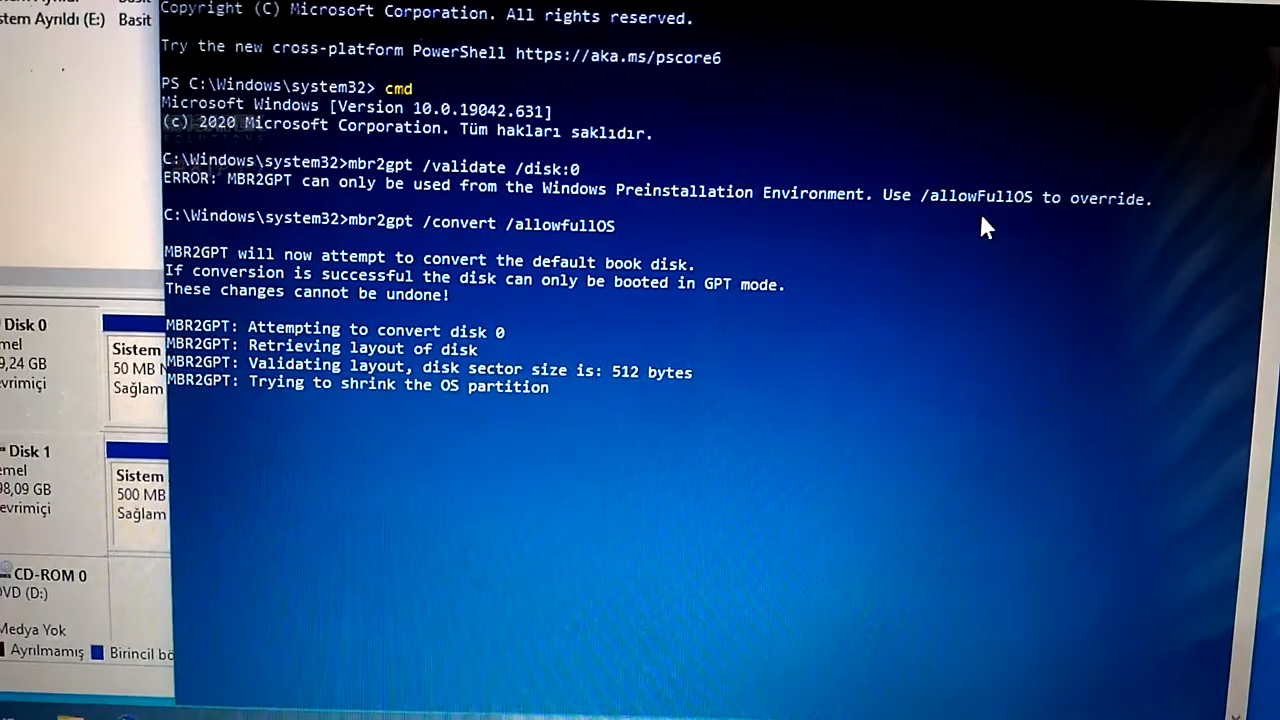 stem Ayrıldı (E:) Basit
Copyright (C) Microsoft Corporation. All rights reserved.
Try the new cross-platform PowerShell https://aka.ms/pscore6
PS C:\Windows\system32> cmd
Microsoft Windows [Version 10.0.19042.631]
(c) 2020 Microsoft Corporation. Tüm hakları saklıdır.
C:\Windows\system32>mbr2gpt /validate /disk:0
ERROR: MBR2GPT can only be used from the Windows Preinstallation Environment. Use /allowFullOS to override.
C:\Windows\system32>mbr2gpt /convert /allowfullOS
MBR2GPT will now attempt to convert the default book disk.
If conversion is successful the disk can only be booted in GPT mode.
These changes cannot be undone!
MBR2GPT: Attempting to convert disk 0
MBR2GPT: Retrieving layout of disk
MBR2GPT: Validating layout, disk sector size is: 512 bytes
MBR2GPT: Trying to shrink the OS partition
Disk 0
mel
9,24 GB
evrimiçi
Sistem
50 MB N
Sağlam
Disk 1
emel
98,09 GB
evrimiçi
Sistem
500 MB
Sağlam
CD-ROM 0
DVD (D:)
Medya Yok
Ayrılmamış Birincil bö